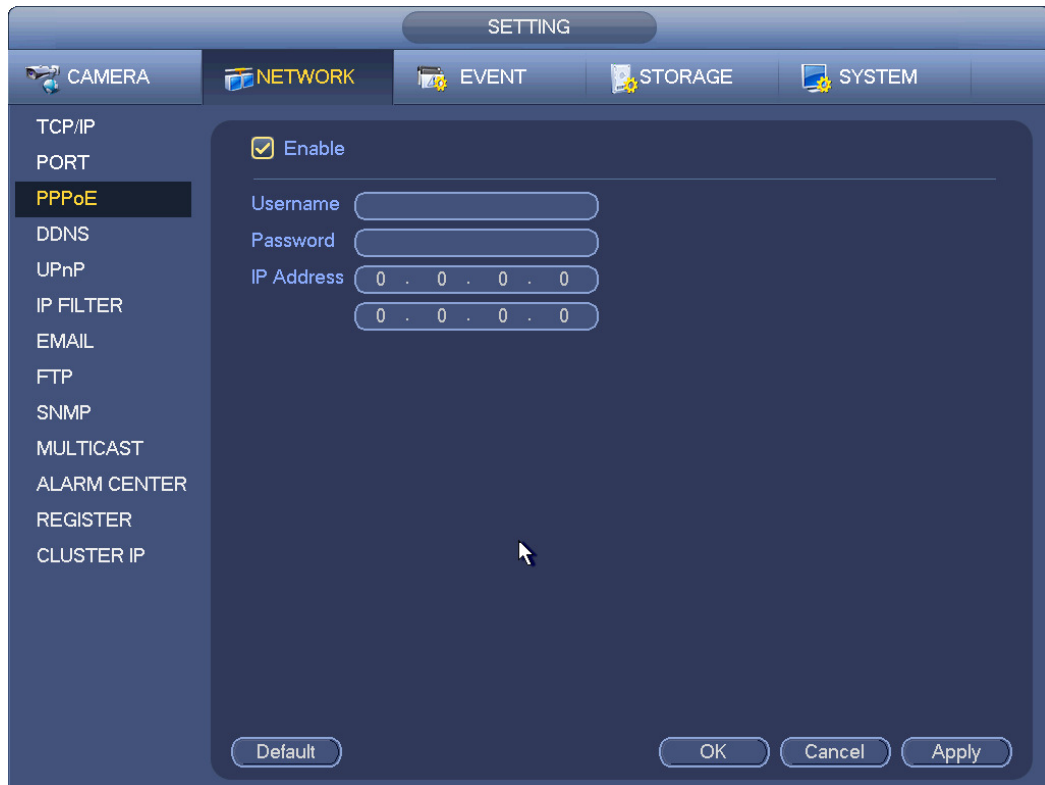 SETTING
CAMERA NETWORK EVENT STORAGE SYSTEM
TCP/IP
PORT
PPPoE
DDNS
UPnP
IP FILTER
EMAIL
FTP
SNMP
MULTICAST
ALARM CENTER
REGISTER
CLUSTER IP
Enable
Username
Password
IP Address 0 . 0 . 0 . 0
0 . 0 . 0 . 0
Default OK Cancel Apply